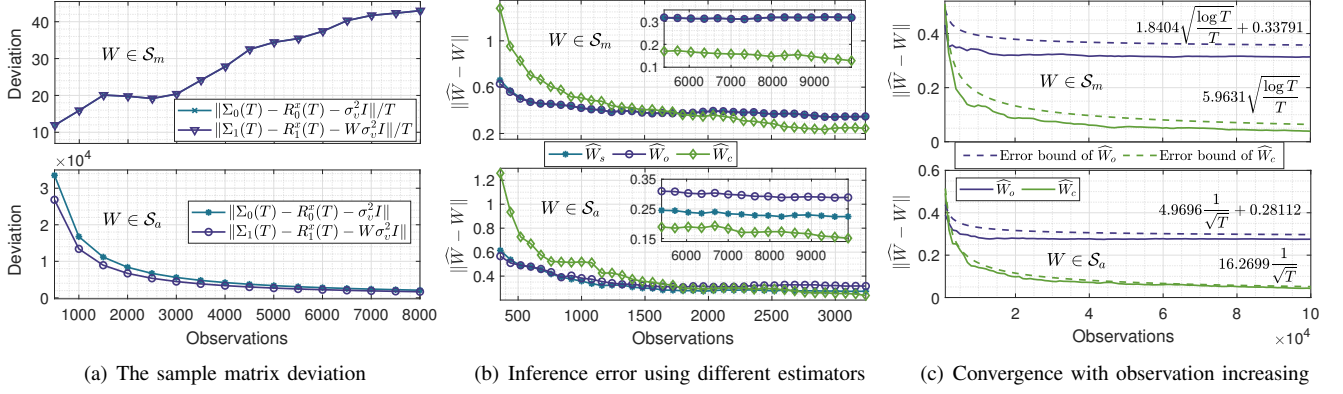 Deviation
40
30
20
10
W ∈ S_m
‖Σ_0(T) − R_0^x(T) − σ_υ^2 I‖/T
‖Σ_1(T) − R_1^x(T) − Wσ_υ^2 I‖/T
×10^4
Deviation
3
2
1
0
W ∈ S_a
‖Σ_0(T) − R_0^x(T) − σ_υ^2 I‖
‖Σ_1(T) − R_1^x(T) − Wσ_υ^2 I‖
1000 2000 3000 4000 5000 6000 7000 8000
Observations
(a) The sample matrix deviation
‖Ŵ − W‖
1
0.6
0.2
W ∈ S_m
0.3
0.2
0.1
6000 7000 8000 9000
Ŵ_s Ŵ_o Ŵ_c
‖Ŵ − W‖
1.2
1
0.8
0.6
0.4
W ∈ S_a
0.35
0.25
0.15
6000 7000 8000 9000
500 1000 1500 2000 2500 3000
Observations
(b) Inference error using different estimators
‖Ŵ − W‖
0.4
0.2
0
1.8404√(log T / T) + 0.33791
W ∈ S_m
5.9631√(log T / T)
Error bound of Ŵ_o Error bound of Ŵ_c
Ŵ_o Ŵ_c
‖Ŵ − W‖
0.6
0.4
0.2
0
4.9696 1/√T + 0.28112
W ∈ S_a
16.2699 1/√T
2 4 6 8 10
Observations
×10^4
(c) Convergence with observation increasing